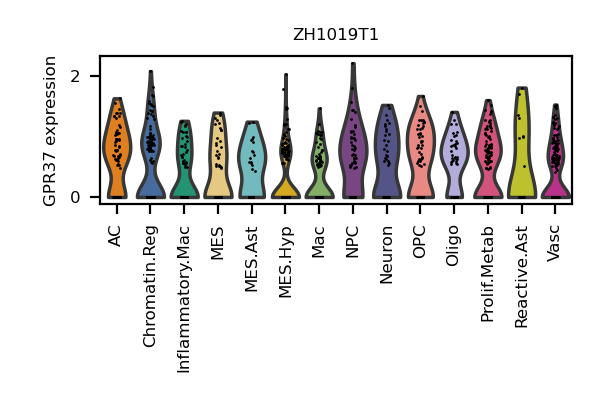 ZH1019T1
GPR37 expression
2
0
AC
Chromatin.Reg
Inflammatory.Mac
MES
MES.Ast
MES.Hyp
Mac
NPC
Neuron
OPC
Oligo
Prolif.Metab
Reactive.Ast
Vasc